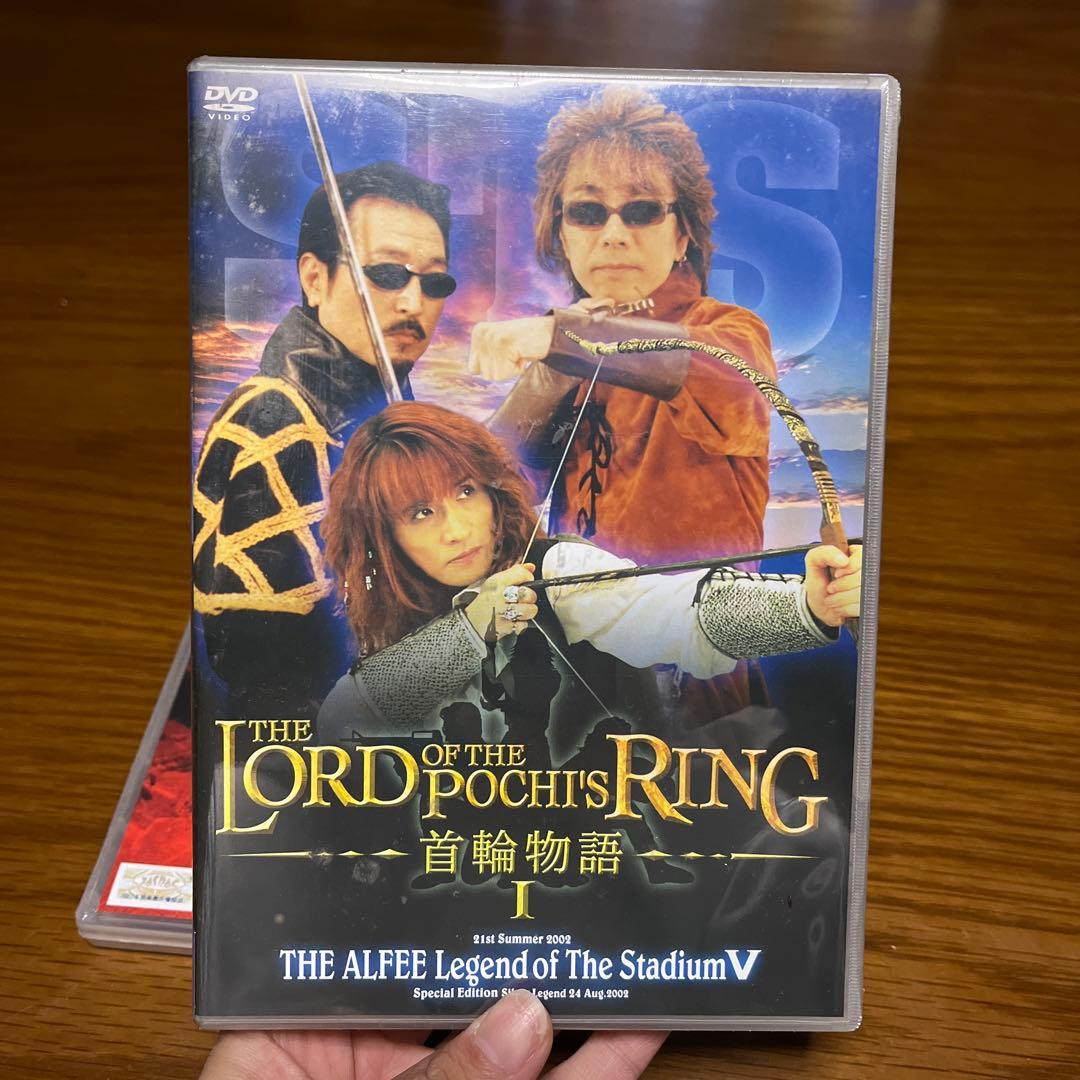 DVD
VIDEO
STS
THE
LORD OF THE POCHI'S RING
首輪物語
I
21st Summer 2002
THE ALFEE Legend of The Stadium V
Special Edition Legend 24 Aug.2002